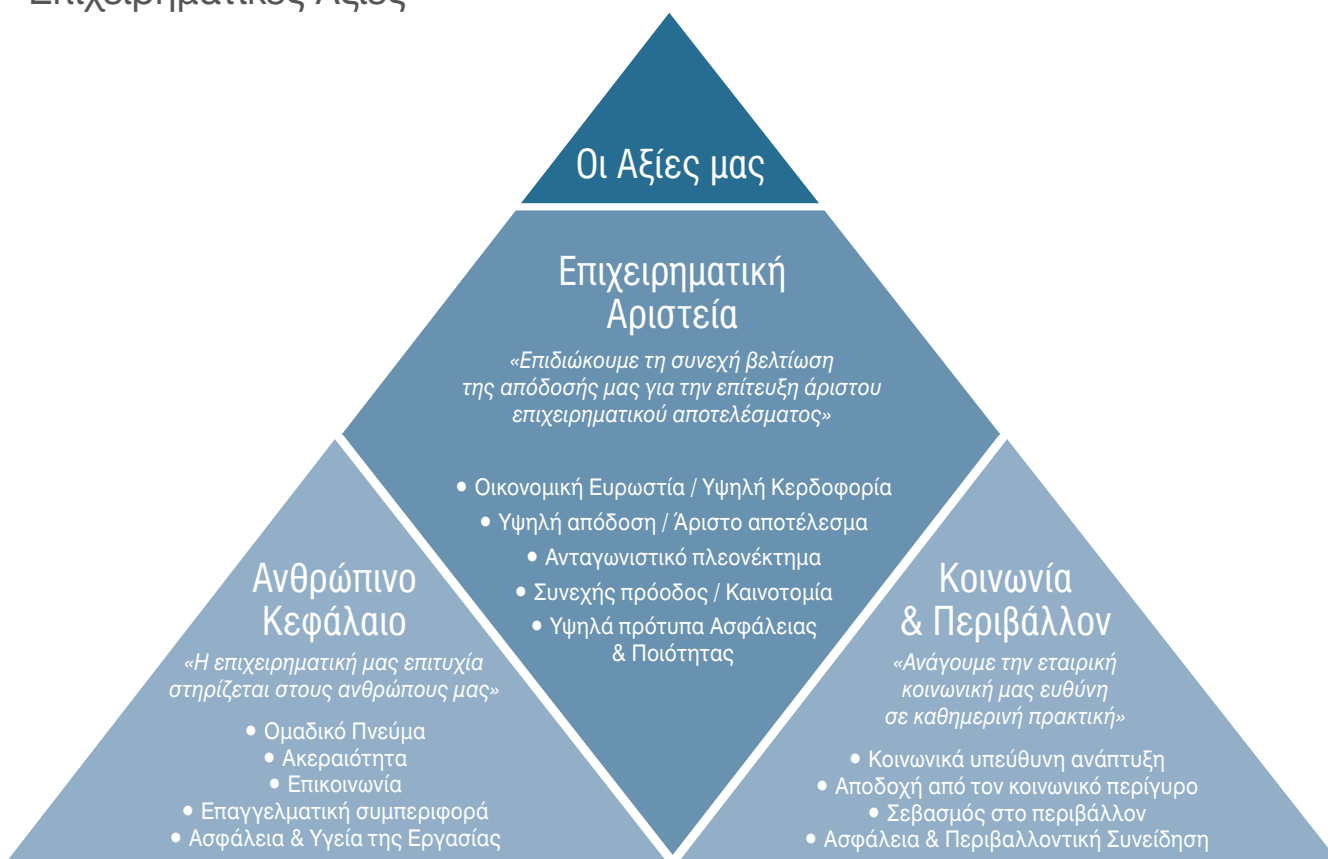 Επιχειρηματικές Αξίες
Οι Αξίες μας
Επιχειρηματική
Αριστεία
«Επιδιώκουμε τη συνεχή βελτίωση
της απόδοσής μας για την επίτευξη άριστου
επιχειρηματικού αποτελέσματος»
• Οικονομική Ευρωστία / Υψηλή Κερδοφορία
• Υψηλή απόδοση / Άριστο αποτέλεσμα
• Ανταγωνιστικό πλεονέκτημα
• Συνεχής πρόοδος / Καινοτομία
• Υψηλά πρότυπα Ασφάλειας
& Ποιότητας
Ανθρώπινο
Κεφάλαιο
«Η επιχειρηματική μας επιτυχία
στηρίζεται στους ανθρώπους μας»
• Ομαδικό Πνεύμα
• Ακεραιότητα
• Επικοινωνία
• Επαγγελματική συμπεριφορά
• Ασφάλεια & Υγεία της Εργασίας
Κοινωνία
& Περιβάλλον
«Ανάγουμε την εταιρική
κοινωνική μας ευθύνη
σε καθημερινή πρακτική»
• Κοινωνικά υπεύθυνη ανάπτυξη
• Αποδοχή από τον κοινωνικό περίγυρο
• Σεβασμός στο περιβάλλον
• Ασφάλεια & Περιβαλλοντική Συνείδηση